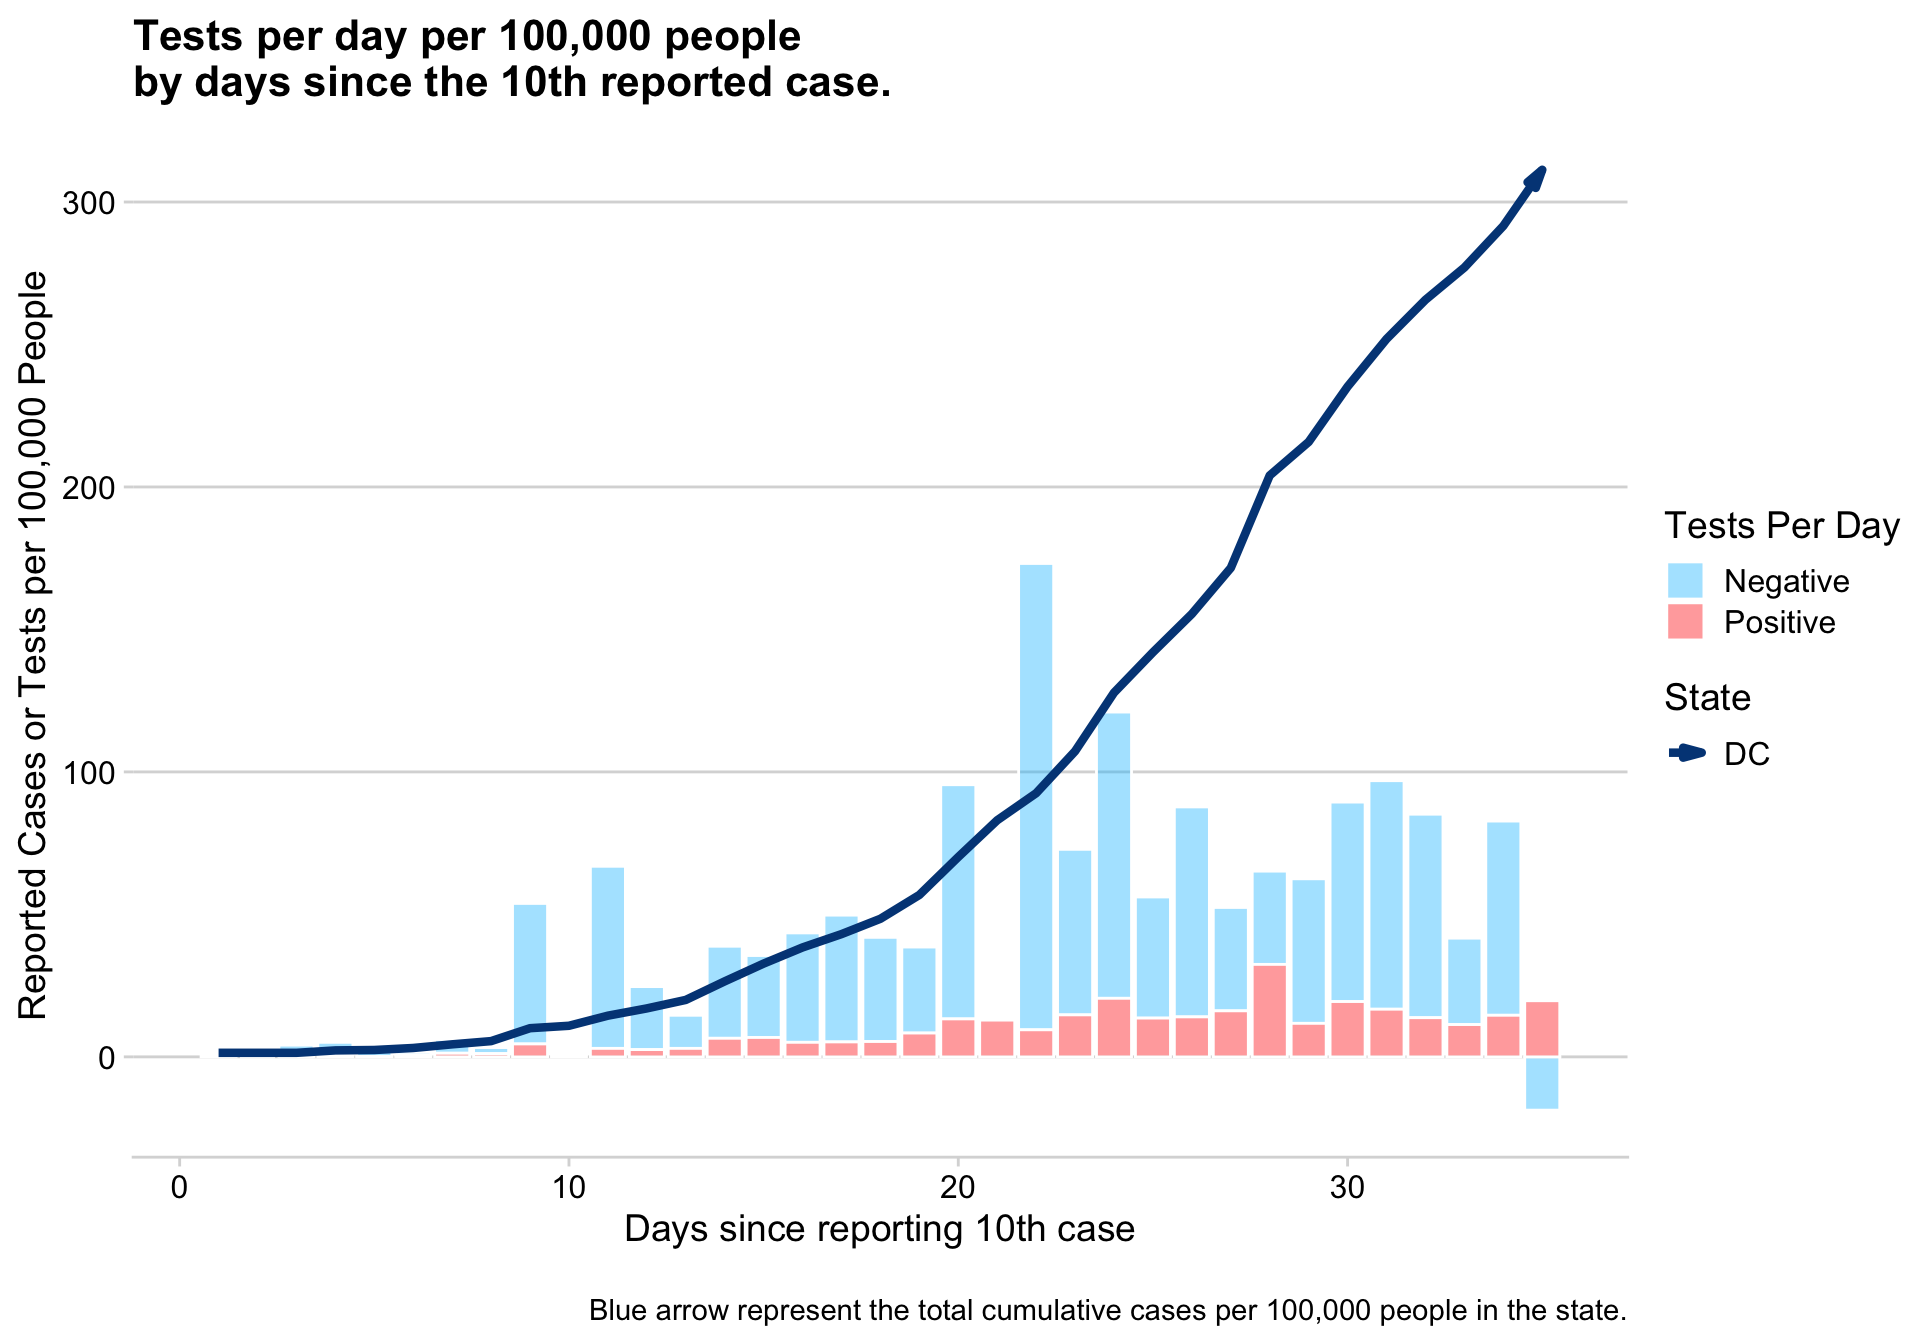 Tests per day per 100,000 people
by days since the 10th reported case.
Reported Cases or Tests per 100,000 People
300
200
100
0
0
10
20
30
Days since reporting 10th case
Tests Per Day
Negative
Positive
State
DC
Blue arrow represent the total cumulative cases per 100,000 people in the state.